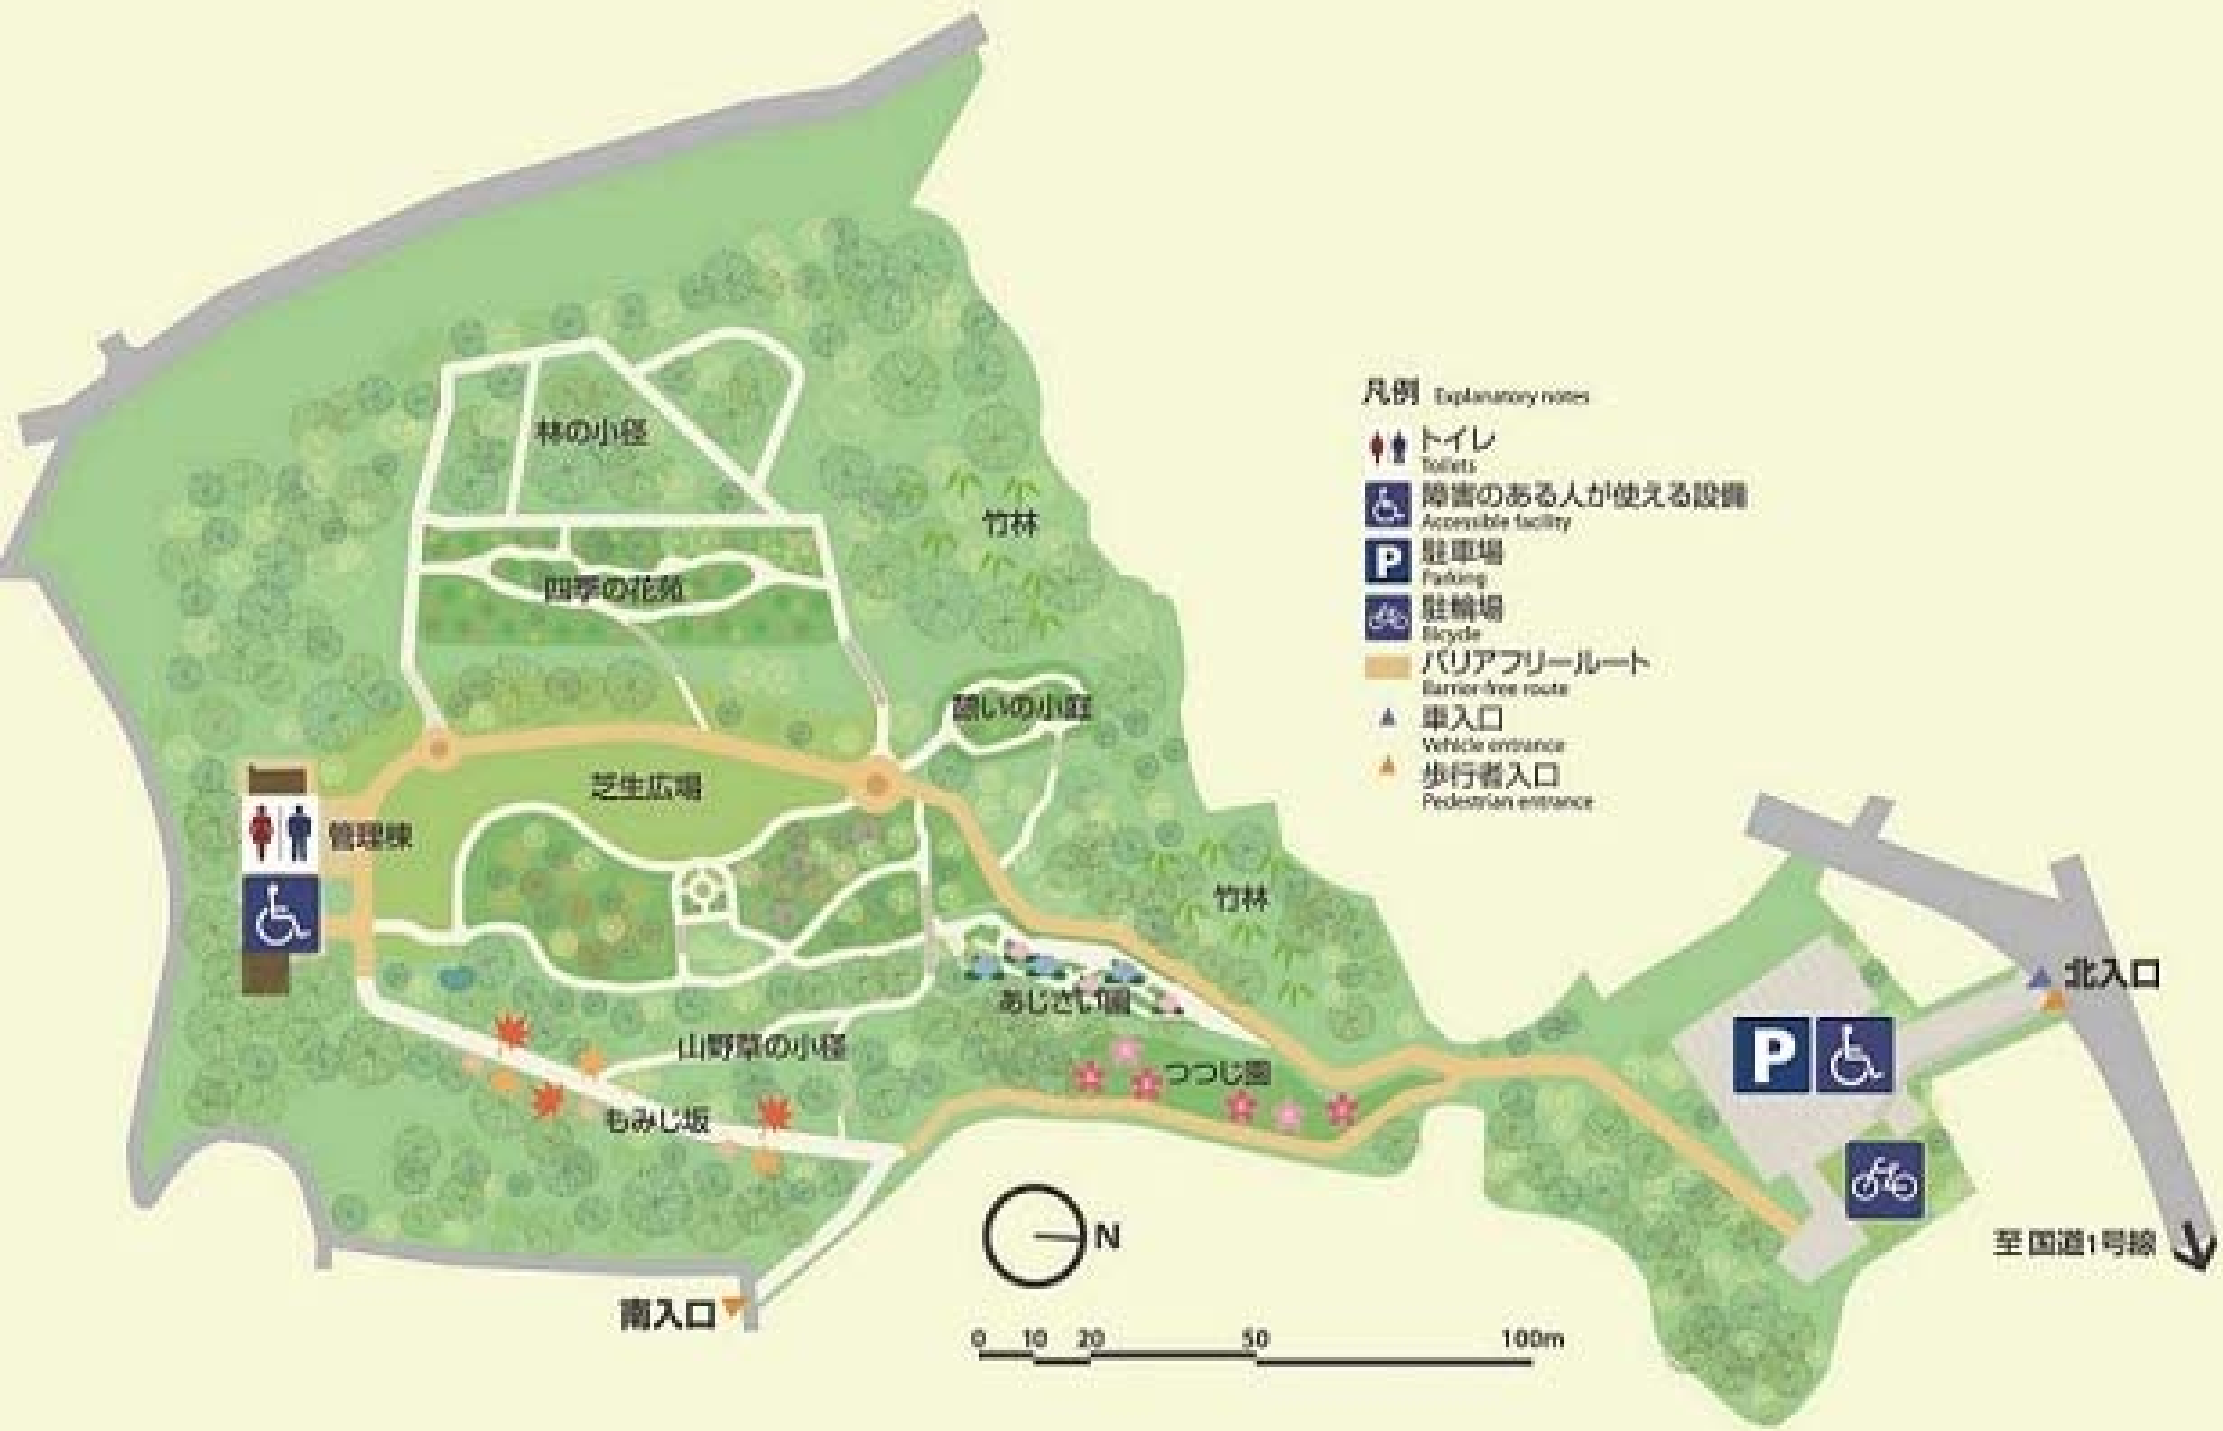 林の小径
竹林
四季の花苑
憩いの小庭
芝生広場
管理棟
竹林
あじさい園
山野草の小径
つつじ園
もみじ坂
南入口
N
0 10 20 50 100m
凡例 Explanatory notes
トイレ
Toilets
障害のある人が使える設備
Accessible facility
P 駐車場
Parking
駐輪場
Bicycle
バリアフリールート
Barrier-free route
車入口
Vehicle entrance
歩行者入口
Pedestrian entrance
北入口
P
至 国道1号線